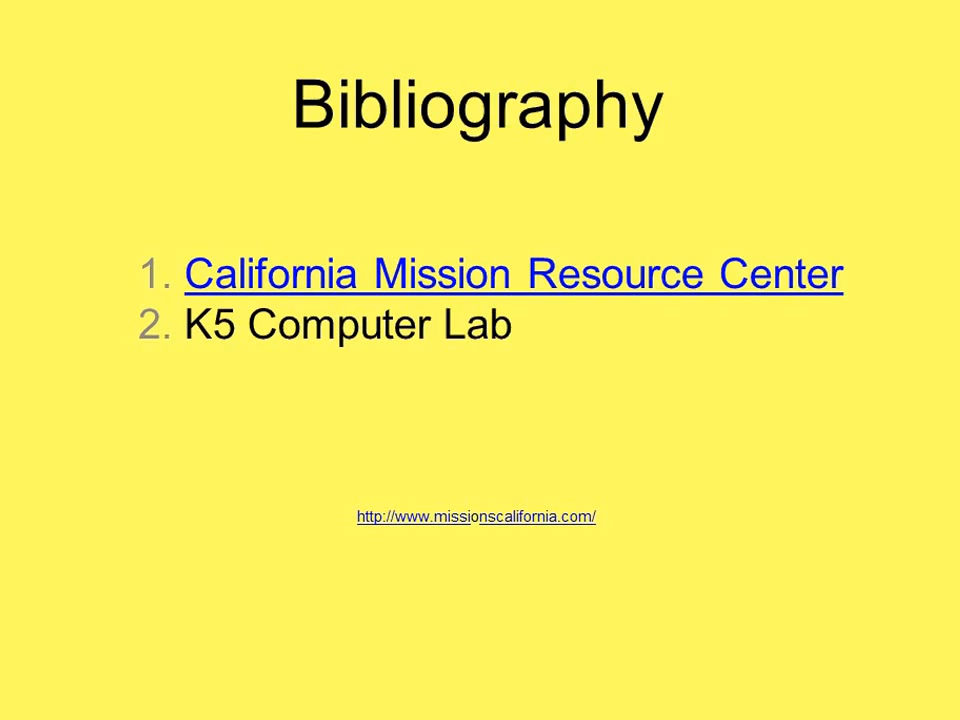 Bibliography
1. California Mission Resource Center
2. K5 Computer Lab
http://www.missionscalifornia.com/